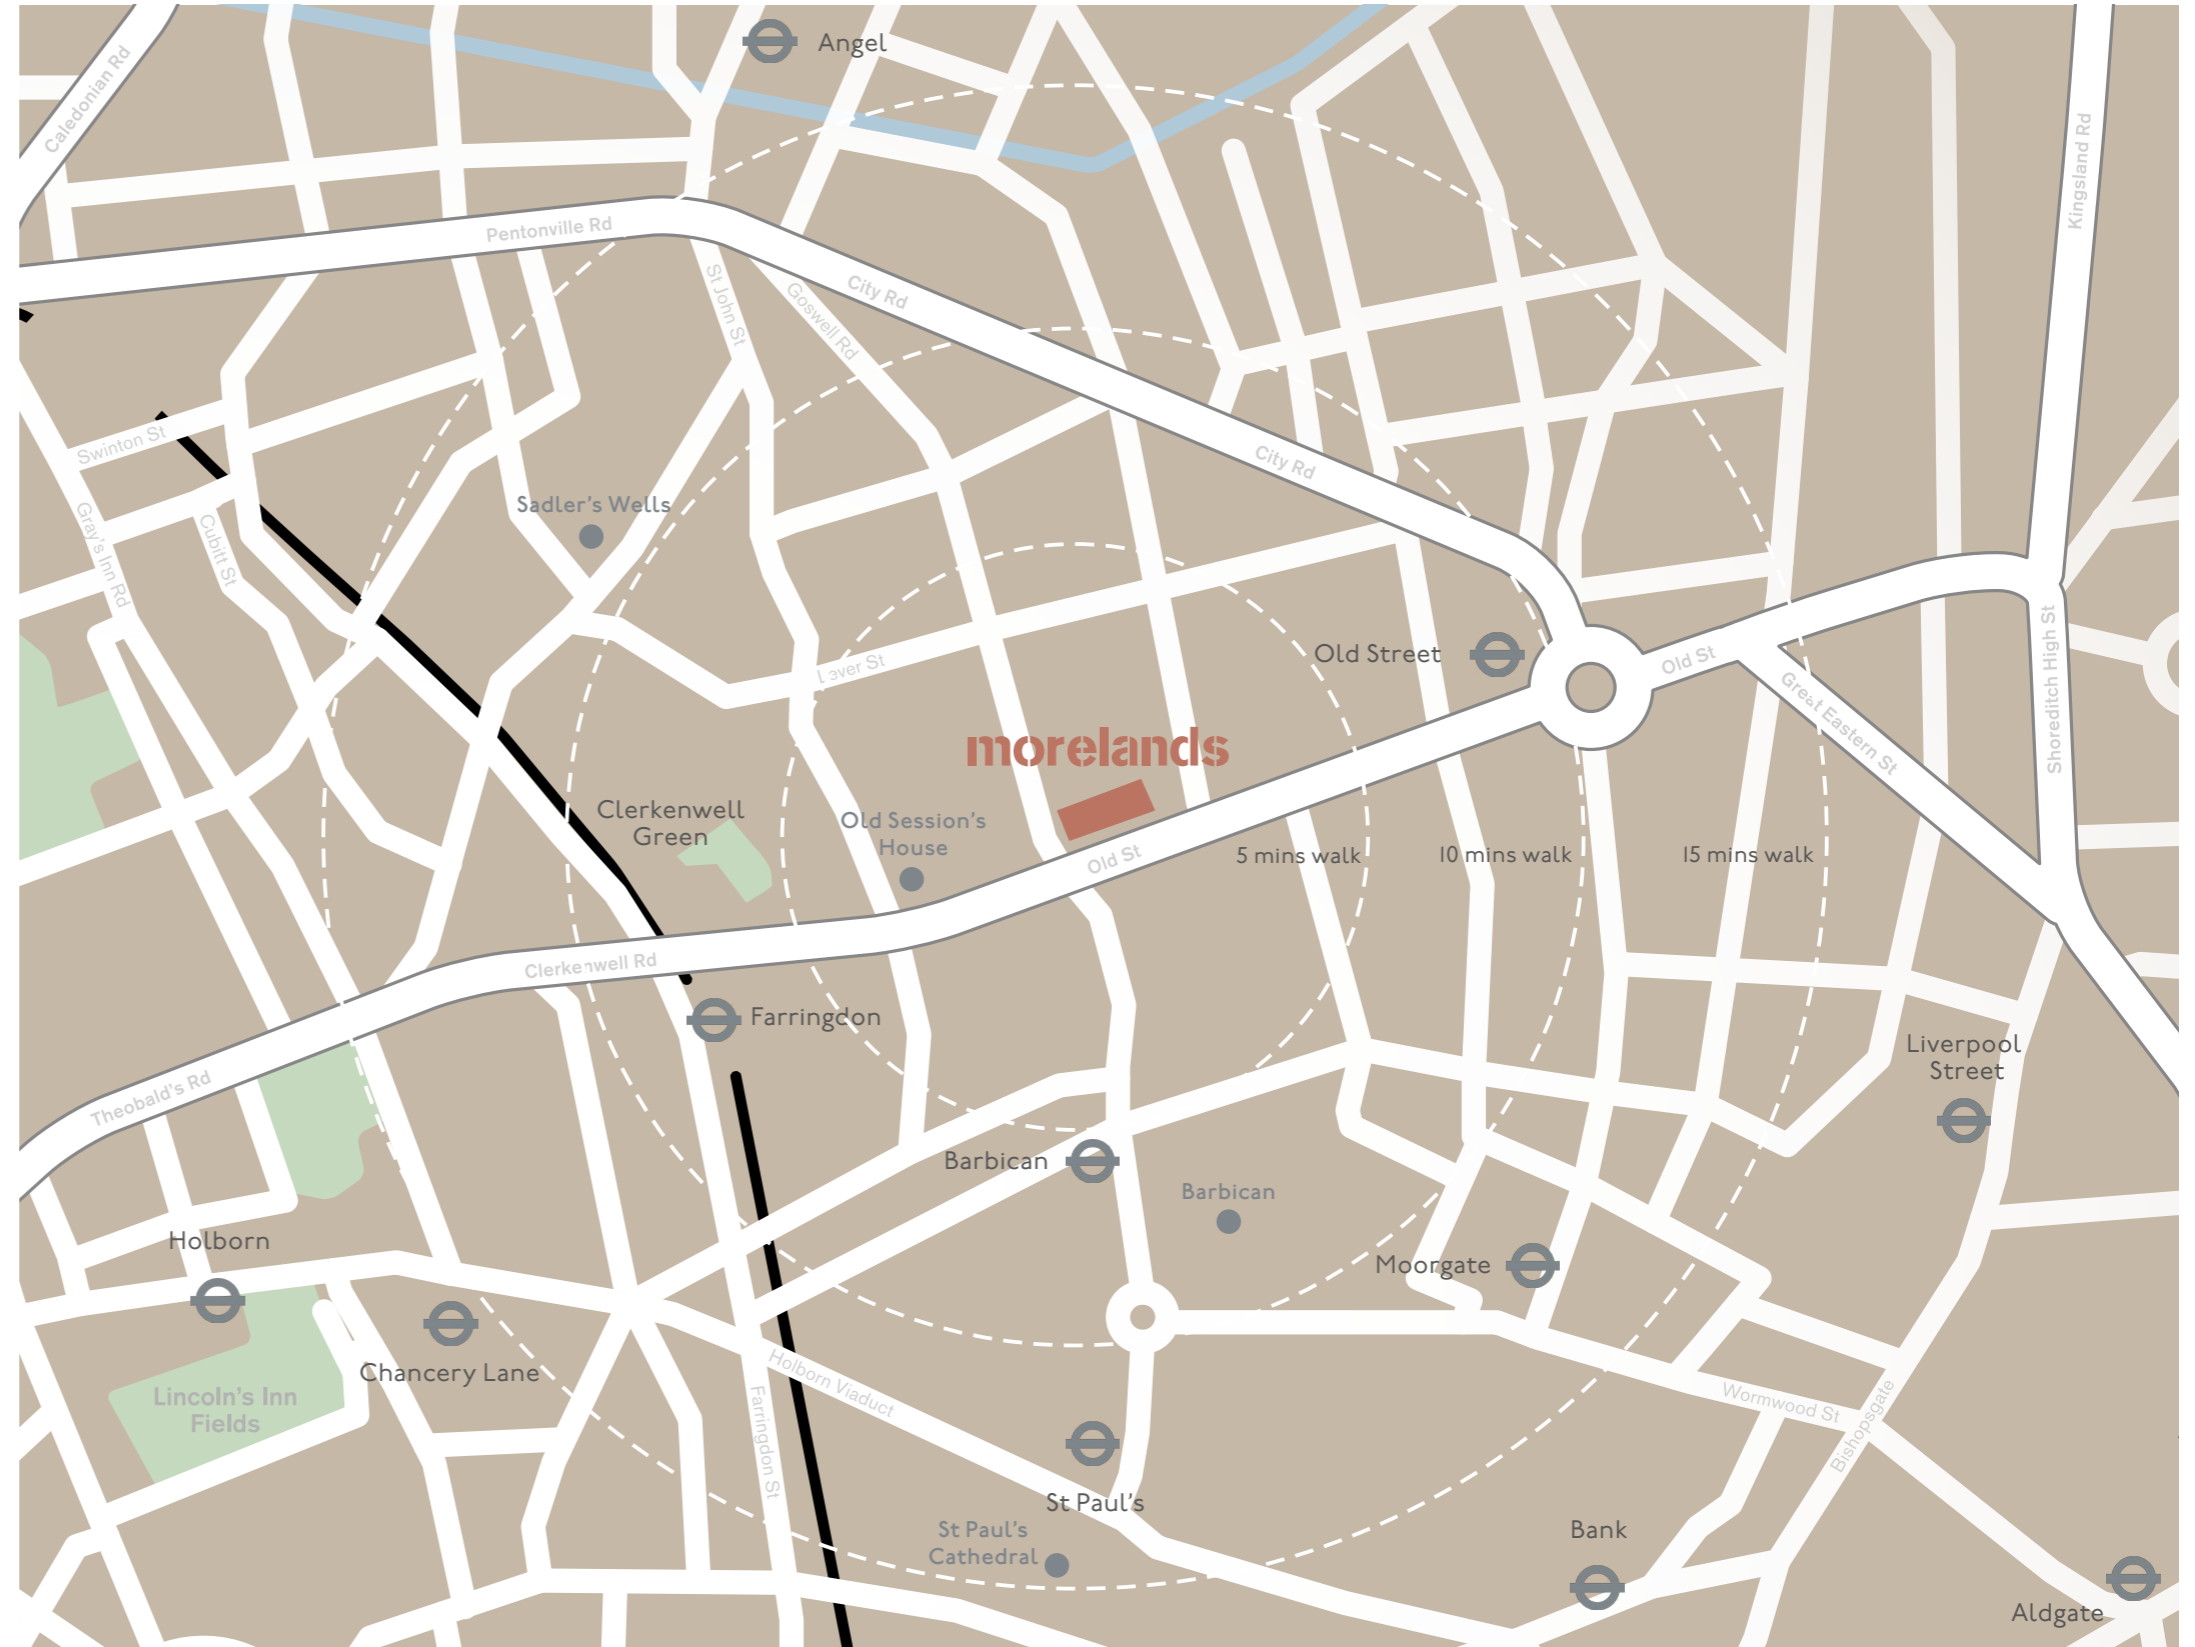 Angel
Caledonian Rd
Kingsland Rd
Pentonville Rd
St John St
Goswell Rd
City Rd
City Rd
Swinton St
Sadler's Wells
Gray's Inn Rd
Cubitt St
Old Street
Old St
Lever St
Shoreditch High St
Great Eastern St
morelands
Clerkenwell
Green
Old Session's
House
Old St
5 mins walk
10 mins walk
15 mins walk
Clerkenwell Rd
Farringdon
Theobald's Rd
Liverpool
Street
Barbican
Barbican
Holborn
Moorgate
Chancery Lane
Lincoln's Inn
Fields
Holborn Viaduct
Farringdon St
Wormwood St
Bishopsgate
St Paul's
St Paul's
Cathedral
Bank
Aldgate